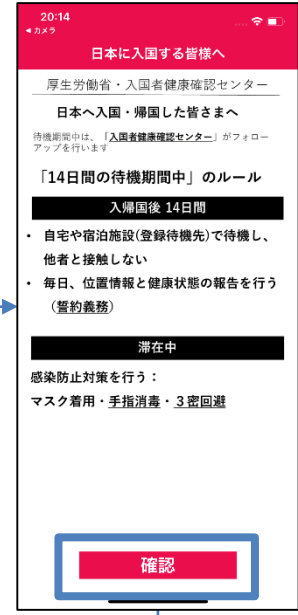 20:14
◀ カメラ
日本に入国する皆様へ
厚生労働省・入国者健康確認センター
日本へ入国・帰国した皆さまへ
待機期間中は、「入国者健康確認センター」がフォロー
アップを行います
「14日間の待機期間中」のルール
入帰国後 14日間
• 自宅や宿泊施設(登録待機先)で待機し、
他者と接触しない
• 毎日、位置情報と健康状態の報告を行う
（誓約義務）
滞在中
感染防止対策を行う：
マスク着用・手指消毒・３密回避
確認